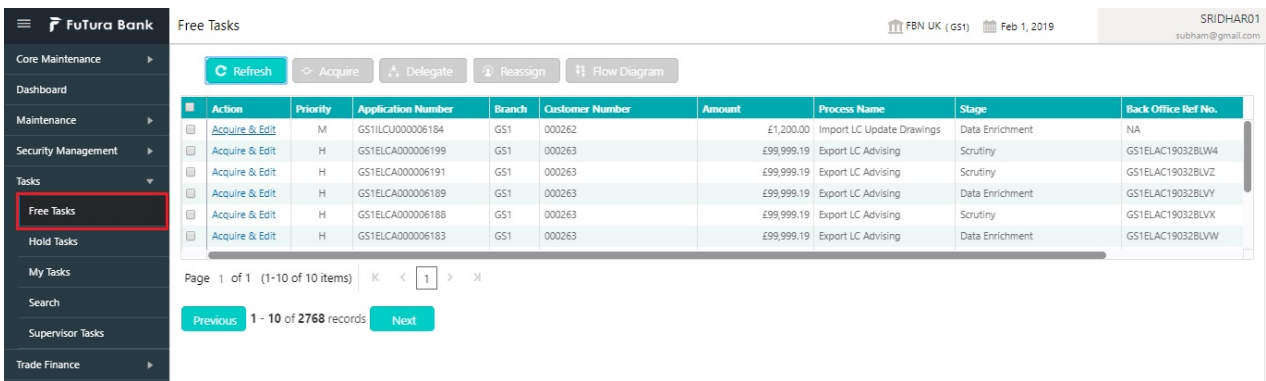 FuTura Bank
Free Tasks
FBN UK ( GS1)
Feb 1, 2019
SRIDHAR01
subham@gmail.com
Core Maintenance
Dashboard
Maintenance
Security Management
Tasks
Free Tasks
Hold Tasks
My Tasks
Search
Supervisor Tasks
Trade Finance
Refresh Acquire Delegate Reassign Flow Diagram
Action Priority Application Number Branch Customer Number Amount Process Name Stage Back Office Ref No.
Acquire & Edit M GS1ILCU000006184 GS1 000262 £1,200.00 Import LC Update Drawings Data Enrichment NA
Acquire & Edit H GS1ELCA000006199 GS1 000263 £99,999.19 Export LC Advising Scrutiny GS1ELAC19032BLW4
Acquire & Edit H GS1ELCA000006191 GS1 000263 £99,999.19 Export LC Advising Scrutiny GS1ELAC19032BLVZ
Acquire & Edit H GS1ELCA000006189 GS1 000263 £99,999.19 Export LC Advising Data Enrichment GS1ELAC19032BLVY
Acquire & Edit H GS1ELCA000006188 GS1 000263 £99,999.19 Export LC Advising Scrutiny GS1ELAC19032BLVX
Acquire & Edit H GS1ELCA000006183 GS1 000263 £99,999.19 Export LC Advising Data Enrichment GS1ELAC19032BLVW
Page 1 of 1 (1-10 of 10 items) 1
Previous 1 - 10 of 2768 records Next